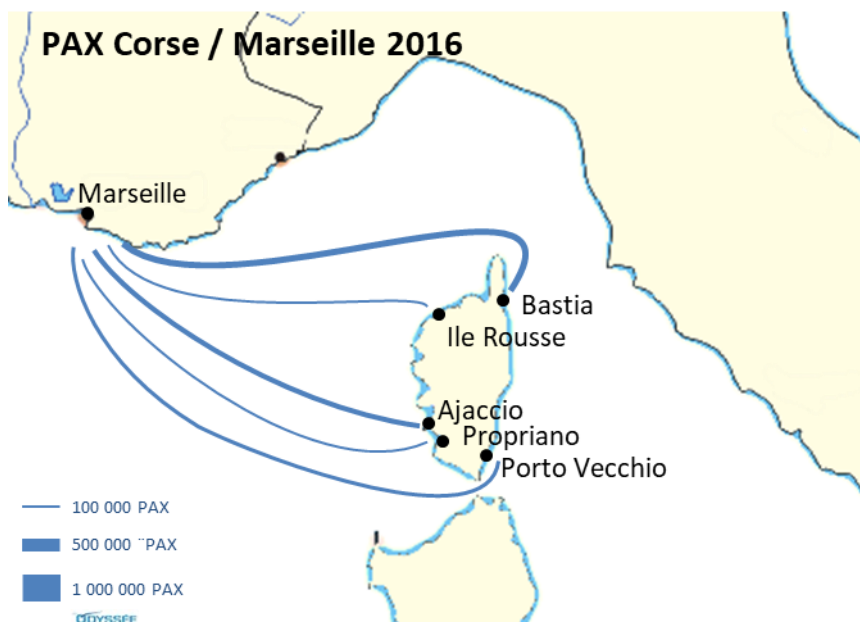 PAX Corse / Marseille 2016
Marseille
Bastia
Ile Rousse
Ajaccio
Propriano
Porto Vecchio
100 000 PAX
500 000 ¨PAX
1 000 000 PAX
ODYSSÉE